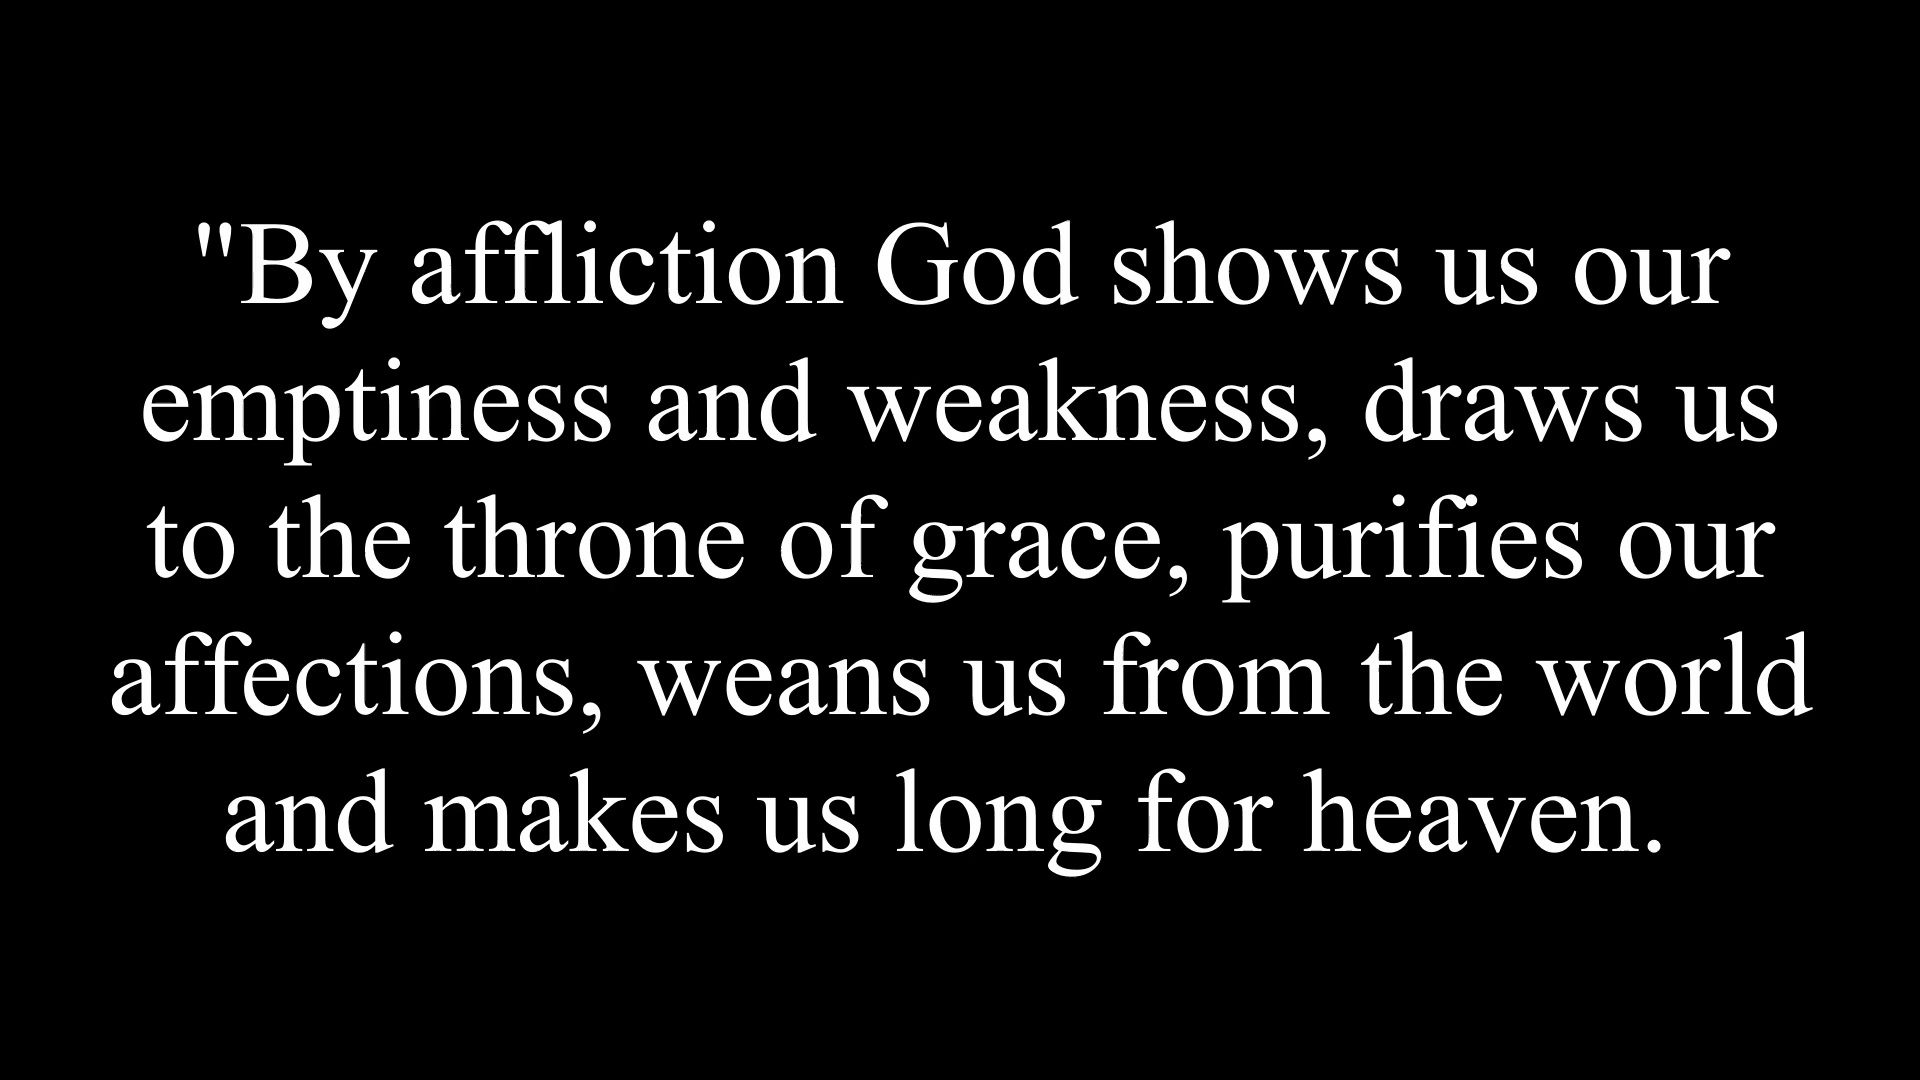 "By affliction God shows us our
emptiness and weakness, draws us
to the throne of grace, purifies our
affections, weans us from the world
and makes us long for heaven.